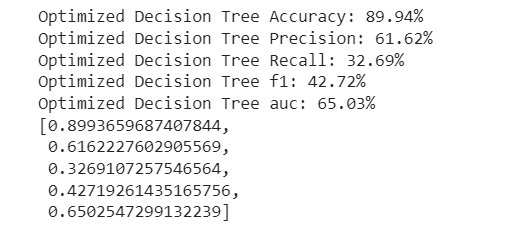 Optimized Decision Tree Accuracy: 89.94%
Optimized Decision Tree Precision: 61.62%
Optimized Decision Tree Recall: 32.69%
Optimized Decision Tree f1: 42.72%
Optimized Decision Tree auc: 65.03%
[0.8993659687407844,
0.6162227602905569,
0.3269107257546564,
0.42719261435165756,
0.6502547299132239]